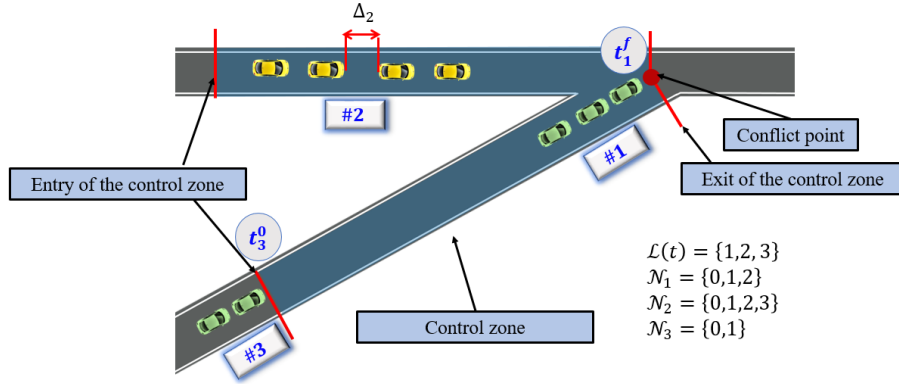 Δ₂
t₁ᶠ
#2
#1
Conflict point
Entry of the control zone
Exit of the control zone
t₃⁰
ℒ(t) = {1,2,3}
𝒩₁ = {0,1,2}
𝒩₂ = {0,1,2,3}
𝒩₃ = {0,1}
Control zone
#3